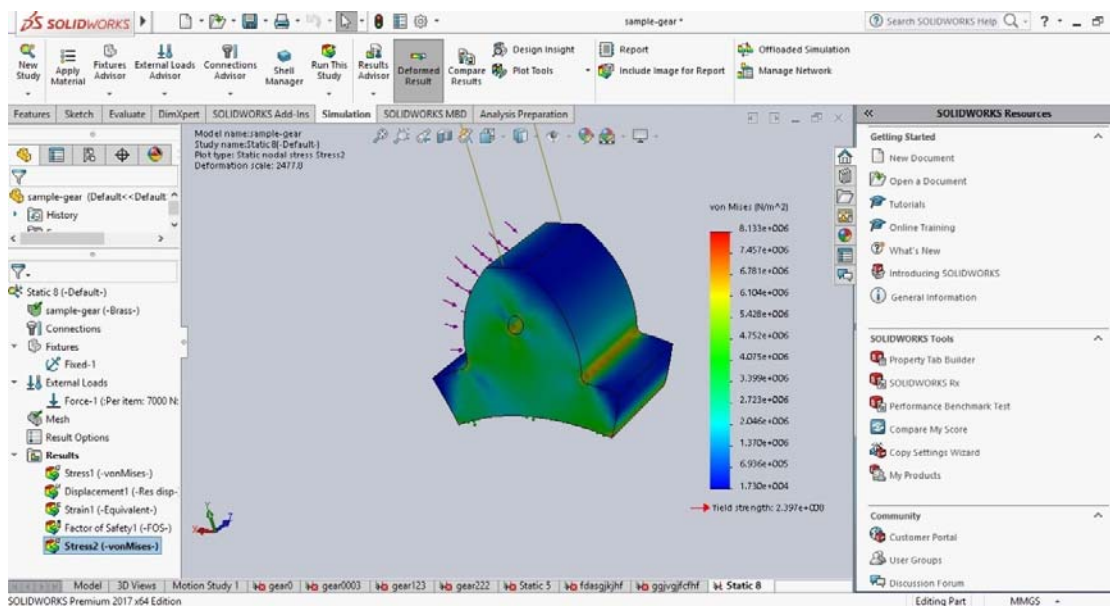 SOLIDWORKS
sample-gear *
Search SOLIDWORKS Help
New Study
Apply Material
Fixtures Advisor
External Loads Advisor
Connections Advisor
Shell Manager
Run This Study
Results Advisor
Deformed Result
Compare Results
Design Insight
Plot Tools
Report
Include Image for Report
Offloaded Simulation
Manage Network
Features Sketch Evaluate DimXpert SOLIDWORKS Add-Ins Simulation SOLIDWORKS MBD Analysis Preparation
sample-gear (Default<<Default
History
Static 8 (-Default-)
sample-gear (-Brass-)
Connections
Fixtures
Fixed-1
External Loads
Force-1 (:Per item: 7000 N:
Mesh
Result Options
Results
Stress1 (-vonMises-)
Displacement1 (-Res disp-
Strain1 (-Equivalent-)
Factor of Safety1 (-FOS-)
Stress2 (-vonMises-)
Model name:sample-gear
Study name:Static 8(-Default-)
Plot type: Static nodal stress Stress2
Deformation scale: 2477.8
von Mises (N/m^2)
8.133e+006
7.457e+006
6.781e+006
6.104e+006
5.428e+006
4.752e+006
4.075e+006
3.399e+006
2.723e+006
2.046e+006
1.370e+006
6.936e+005
1.730e+004
Yield strength: 2.397e+008
SOLIDWORKS Resources
Getting Started
New Document
Open a Document
Tutorials
Online Training
What's New
Introducing SOLIDWORKS
General Information
SOLIDWORKS Tools
Property Tab Builder
SOLIDWORKS Rx
Performance Benchmark Test
Compare My Score
Copy Settings Wizard
My Products
Community
Customer Portal
User Groups
Discussion Forum
Model 3D Views Motion Study 1 gear0 gear0003 gear123 gear222 Static 5 fdasgjkjhf ggjvgjfcfhf Static 8
SOLIDWORKS Premium 2017 x64 Edition
Editing Part MMGS